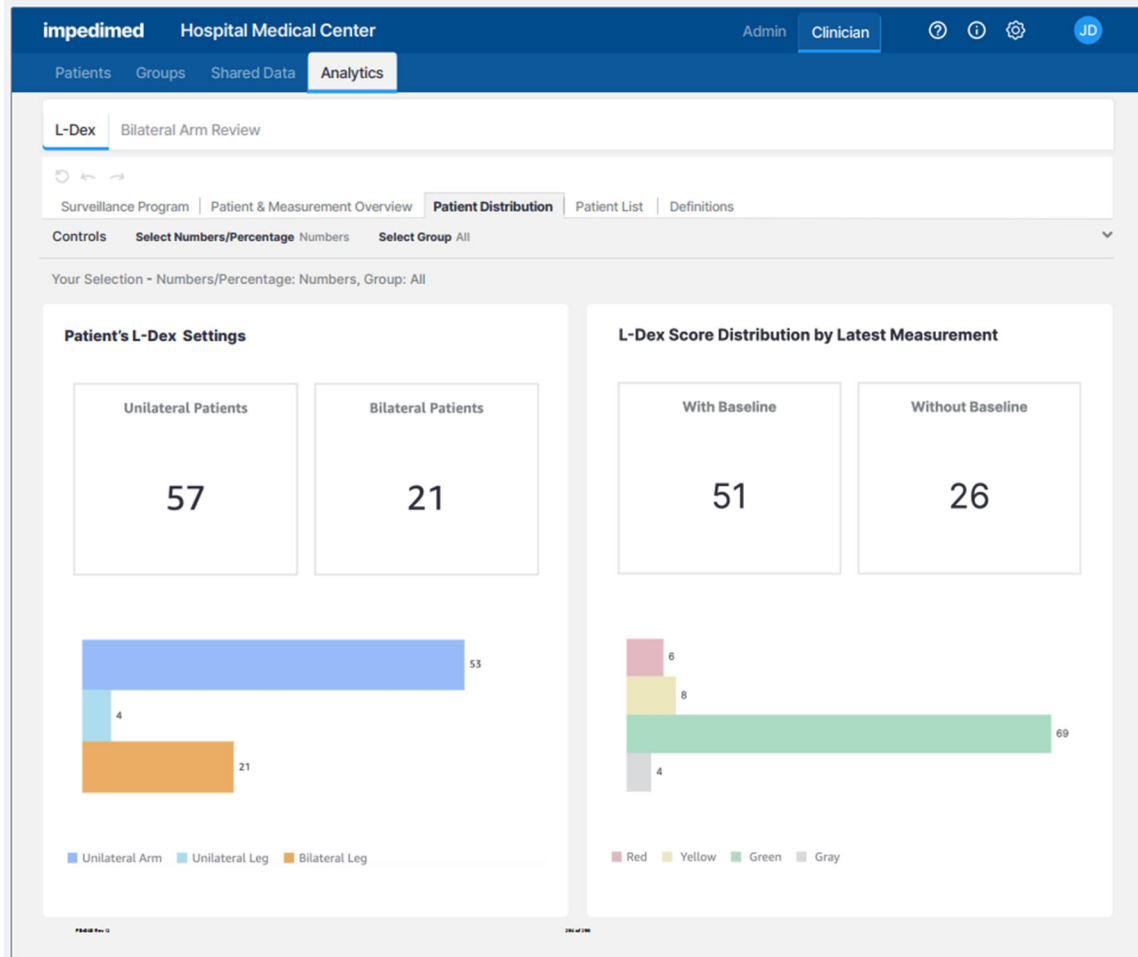 impedimed Hospital Medical Center Admin Clinician JD
Patients Groups Shared Data Analytics
L-Dex Bilateral Arm Review
Surveillance Program Patient & Measurement Overview Patient Distribution Patient List Definitions
Controls Select Numbers/Percentage Numbers Select Group All
Your Selection - Numbers/Percentage: Numbers, Group: All
Patient's L-Dex Settings
Unilateral Patients
57
Bilateral Patients
21
53
4
21
Unilateral Arm Unilateral Leg Bilateral Leg
L-Dex Score Distribution by Latest Measurement
With Baseline
51
Without Baseline
26
6
8
69
4
Red Yellow Green Gray